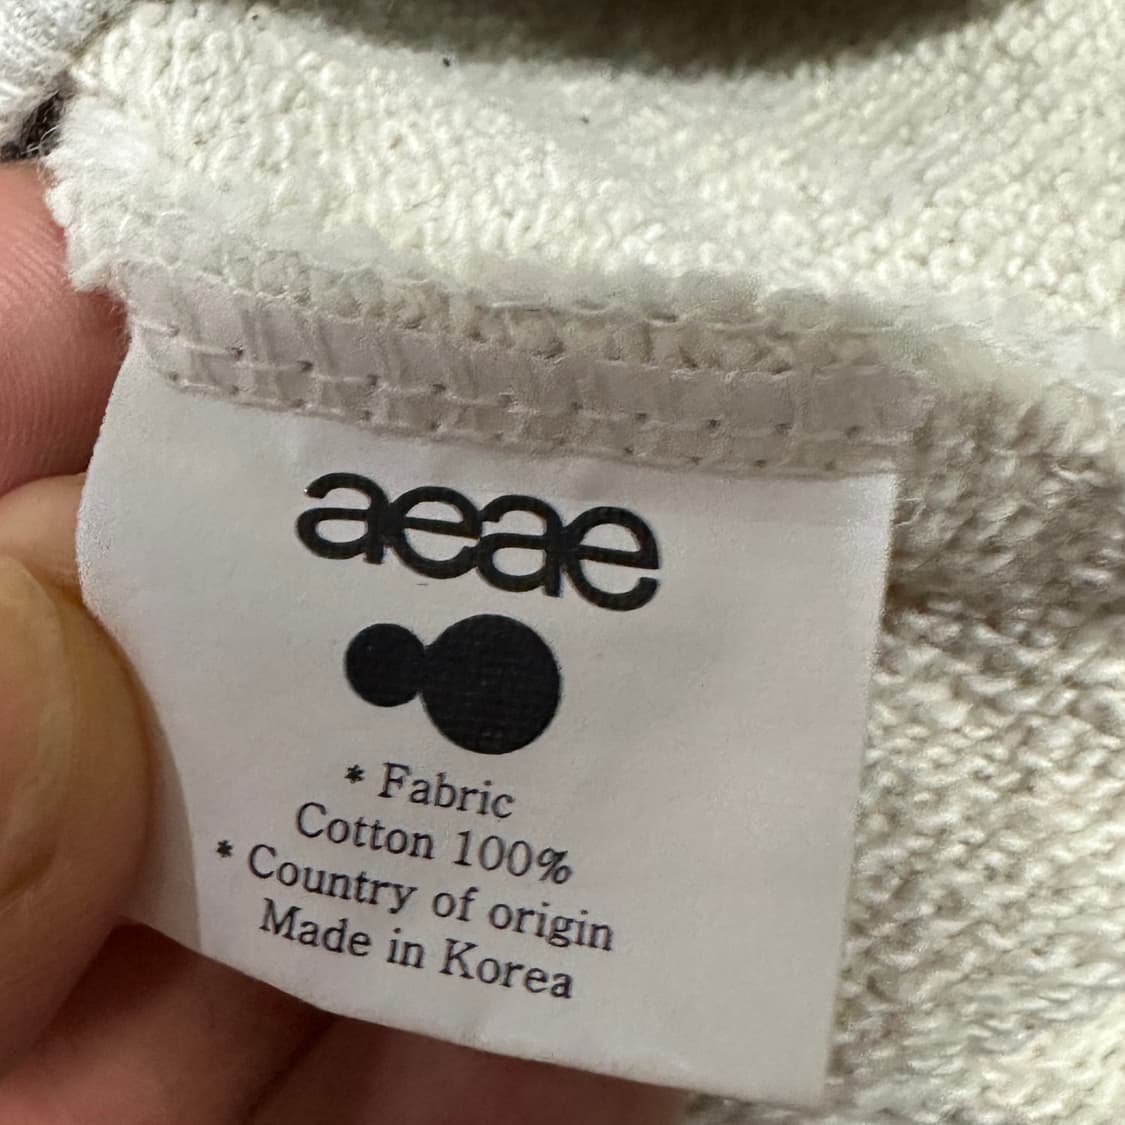 aeae
* Fabric
Cotton 100%
* Country of origin
Made in Korea